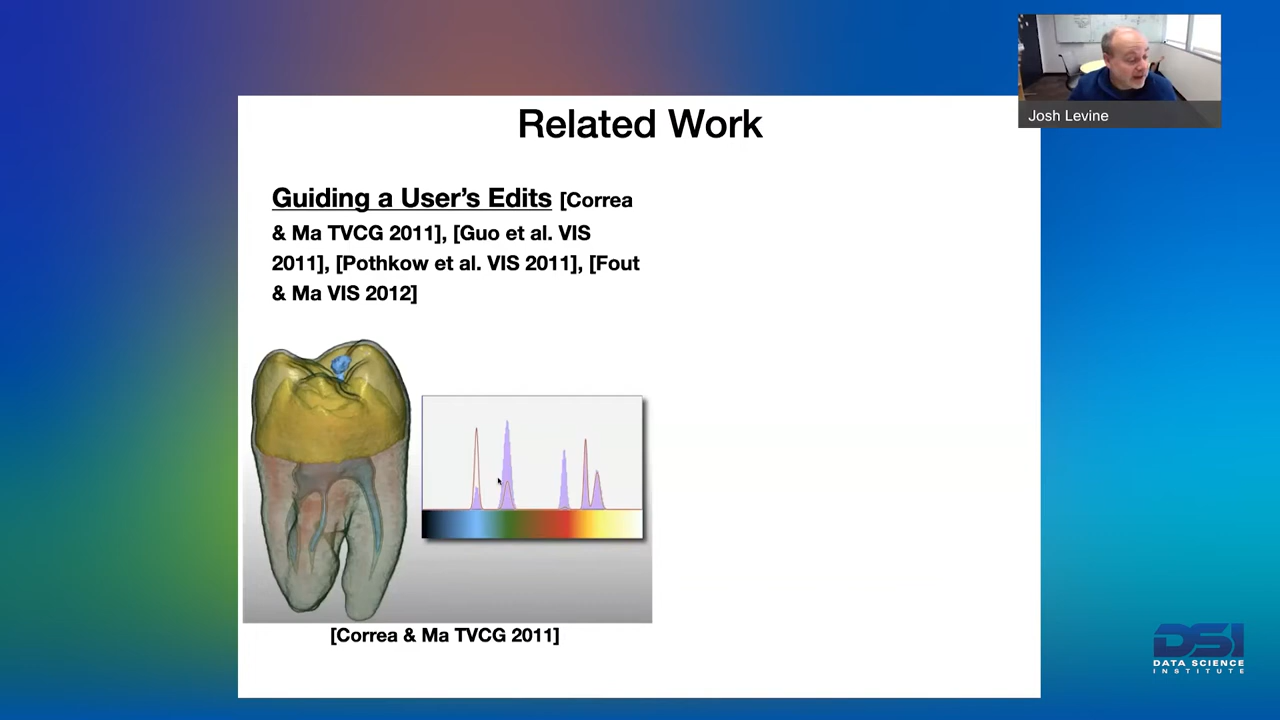 Josh Levine
Related Work
Guiding a User’s Edits [Correa
& Ma TVCG 2011], [Guo et al. VIS
2011], [Pothkow et al. VIS 2011], [Fout
& Ma VIS 2012]
[Correa & Ma TVCG 2011]
DSI
DATA SCIENCE
INSTITUTE